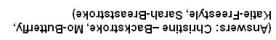 (Answers: Christine –Backstroke, Mo-Butterfly,
Katie-Freestyle, Sarah-Breaststroke)